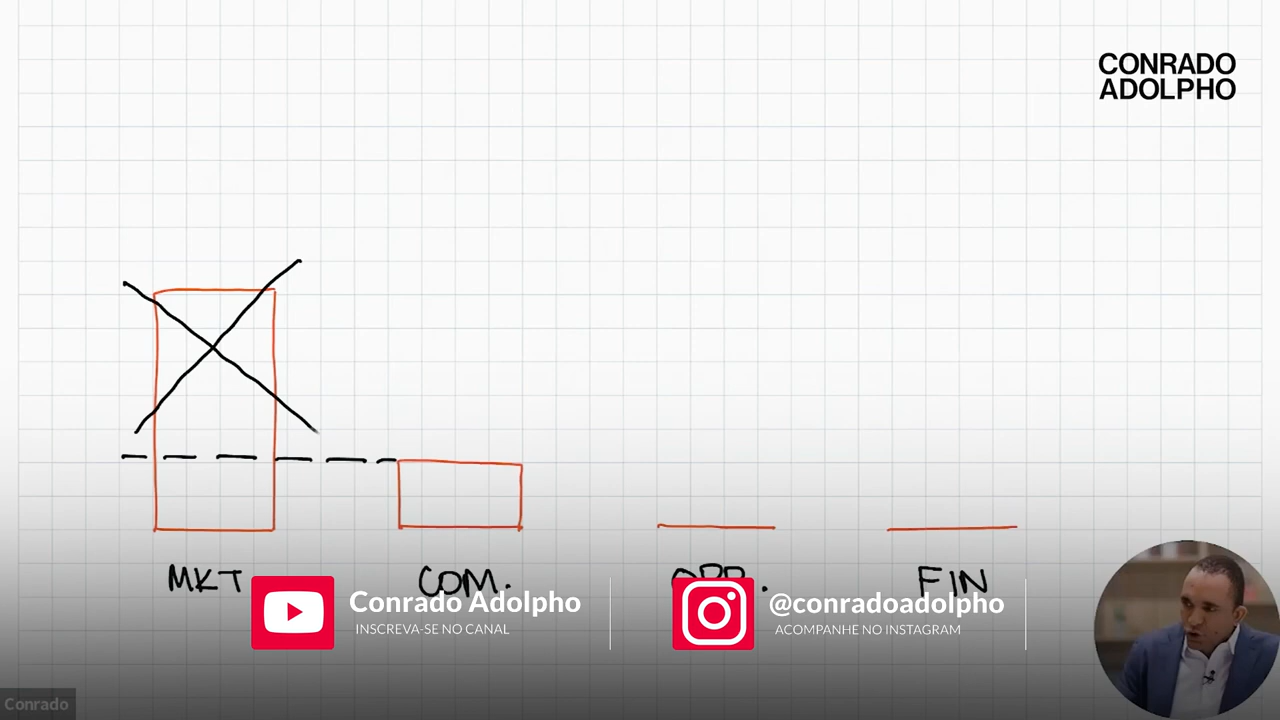 CONRADO
ADOLPHO
MKT
COM.
FIN
Conrado Adolpho
INSCREVA-SE NO CANAL
@conradoadolpho
ACOMPANHE NO INSTAGRAM
Conrado